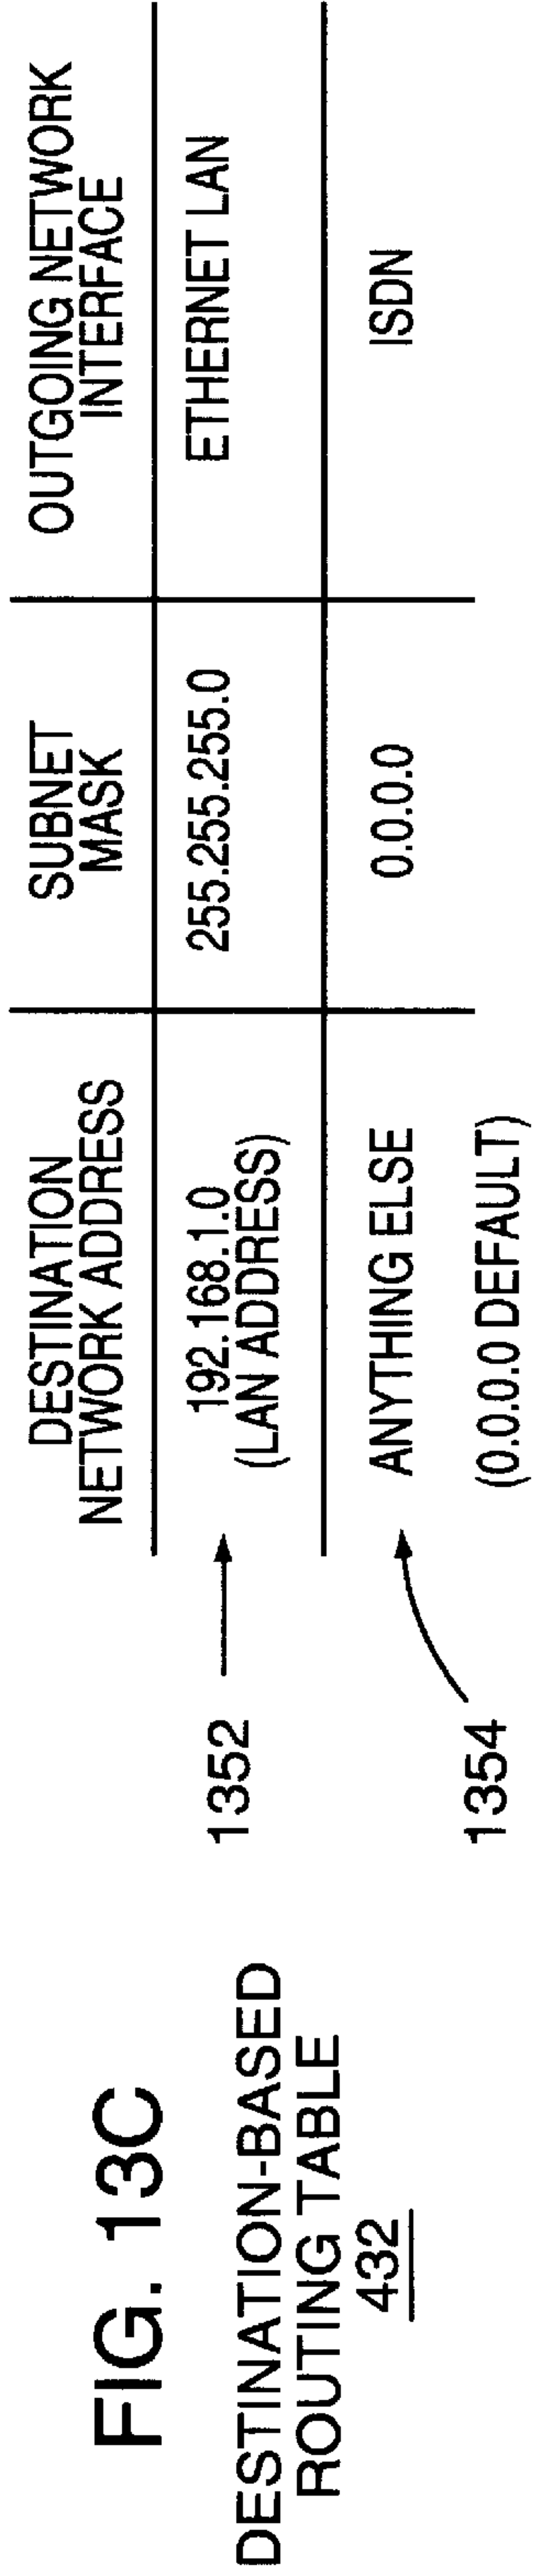 FIG. 13C
DESTINATION-BASED
ROUTING TABLE
432
DESTINATION
NETWORK ADDRESS
SUBNET
MASK
OUTGOING NETWORK
INTERFACE
1352
192.168.1.0
(LAN ADDRESS)
255.255.255.0
ETHERNET LAN
1354
ANYTHING ELSE
(0.0.0.0 DEFAULT)
0.0.0.0
ISDN